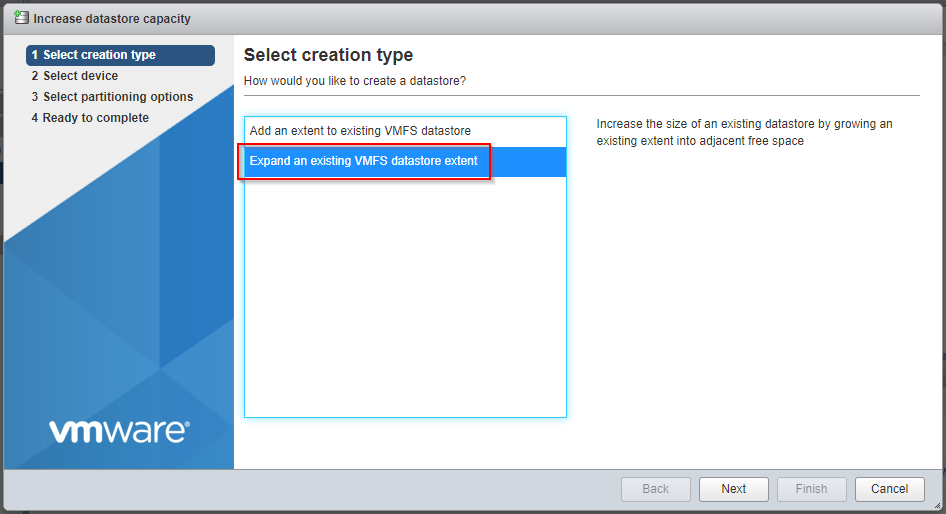 Increase datastore capacity
1 Select creation type
2 Select device
3 Select partitioning options
4 Ready to complete
Select creation type
How would you like to create a datastore?
Add an extent to existing VMFS datastore
Expand an existing VMFS datastore extent
Increase the size of an existing datastore by growing an
existing extent into adjacent free space
vmware®
Back
Next
Finish
Cancel